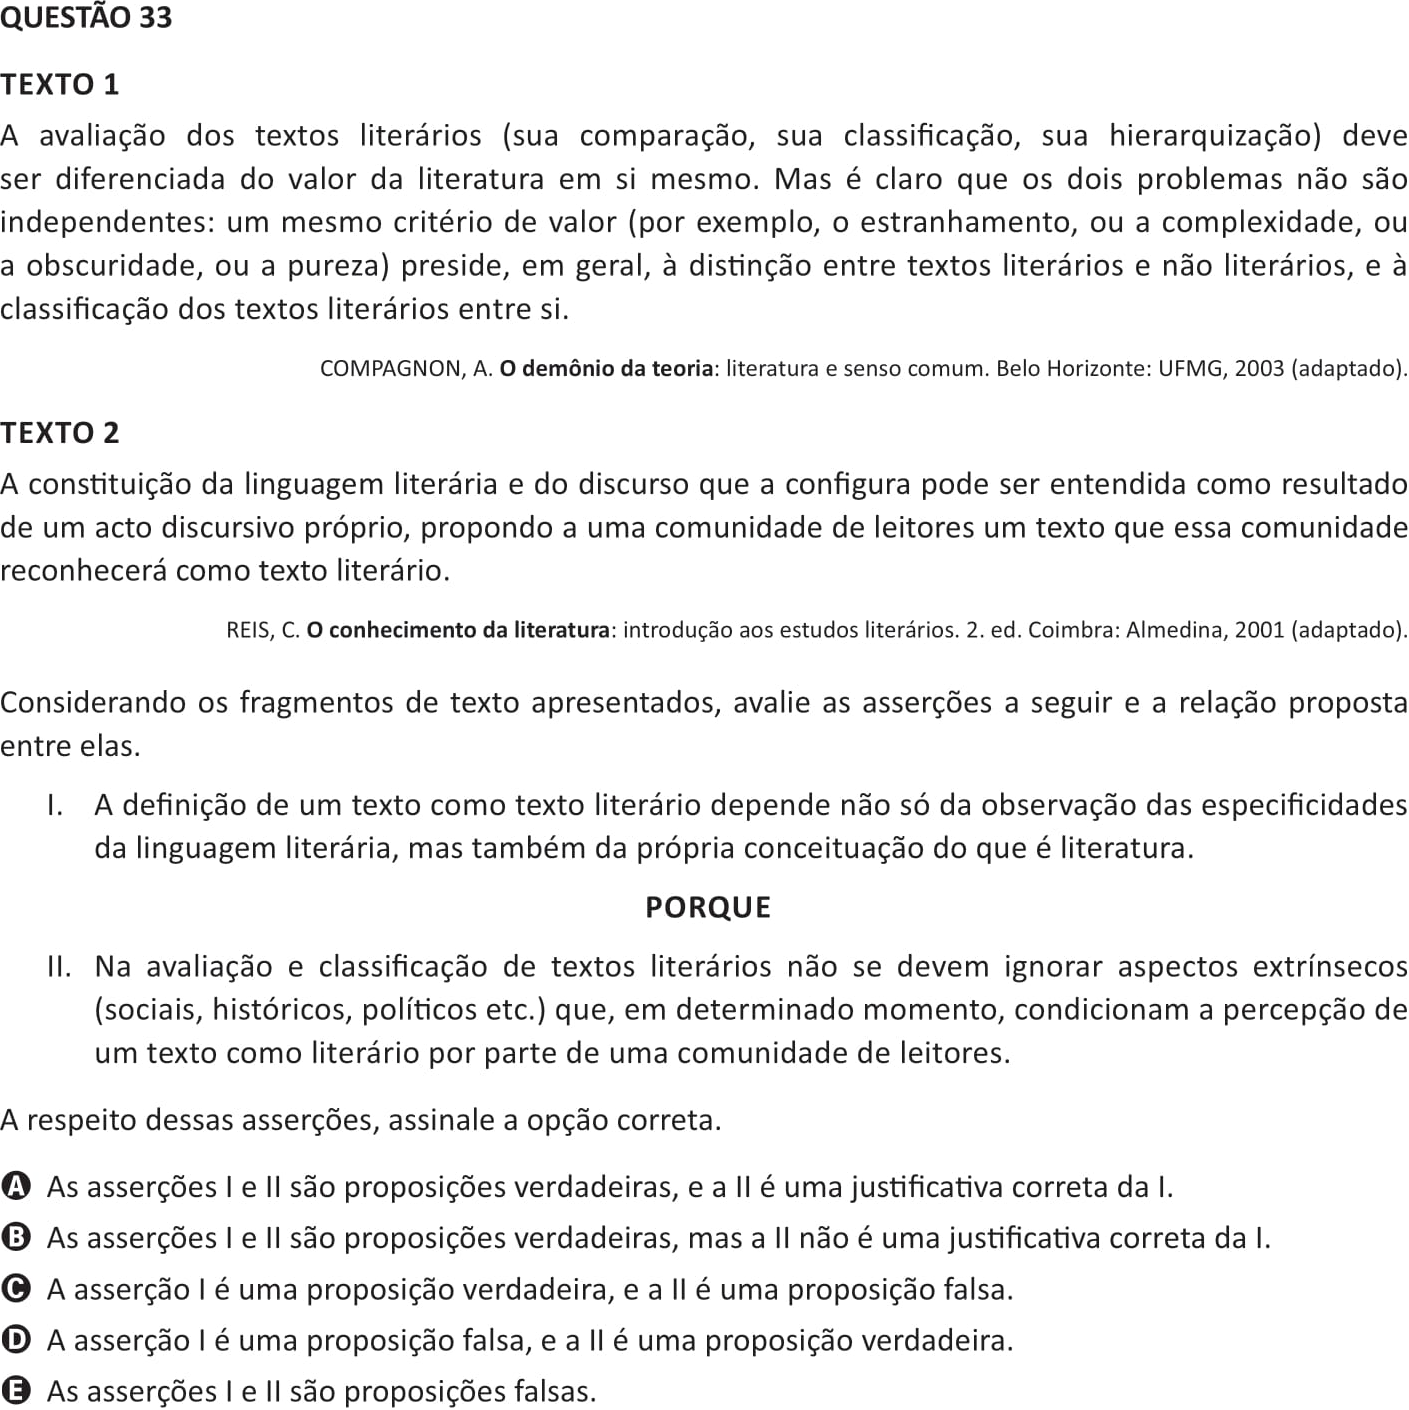 QUESTÃO 33
TEXTO 1
A avaliação dos textos literários (sua comparação, sua classificação, sua hierarquização) deve
ser diferenciada do valor da literatura em si mesmo. Mas é claro que os dois problemas não são
independentes: um mesmo critério de valor (por exemplo, o estranhamento, ou a complexidade, ou
a obscuridade, ou a pureza) preside, em geral, à distinção entre textos literários e não literários, e à
classificação dos textos literários entre si.
COMPAGNON, A. O demônio da teoria: literatura e senso comum. Belo Horizonte: UFMG, 2003 (adaptado).
TEXTO 2
A constituição da linguagem literária e do discurso que a configura pode ser entendida como resultado
de um acto discursivo próprio, propondo a uma comunidade de leitores um texto que essa comunidade
reconhecerá como texto literário.
REIS, C. O conhecimento da literatura: introdução aos estudos literários. 2. ed. Coimbra: Almedina, 2001 (adaptado).
Considerando os fragmentos de texto apresentados, avalie as asserções a seguir e a relação proposta
entre elas.
I. A definição de um texto como texto literário depende não só da observação das especificidades
da linguagem literária, mas também da própria conceituação do que é literatura.
PORQUE
II. Na avaliação e classificação de textos literários não se devem ignorar aspectos extrínsecos
(sociais, históricos, políticos etc.) que, em determinado momento, condicionam a percepção de
um texto como literário por parte de uma comunidade de leitores.
A respeito dessas asserções, assinale a opção correta.
A As asserções I e II são proposições verdadeiras, e a II é uma justificativa correta da I.
B As asserções I e II são proposições verdadeiras, mas a II não é uma justificativa correta da I.
C A asserção I é uma proposição verdadeira, e a II é uma proposição falsa.
D A asserção I é uma proposição falsa, e a II é uma proposição verdadeira.
E As asserções I e II são proposições falsas.